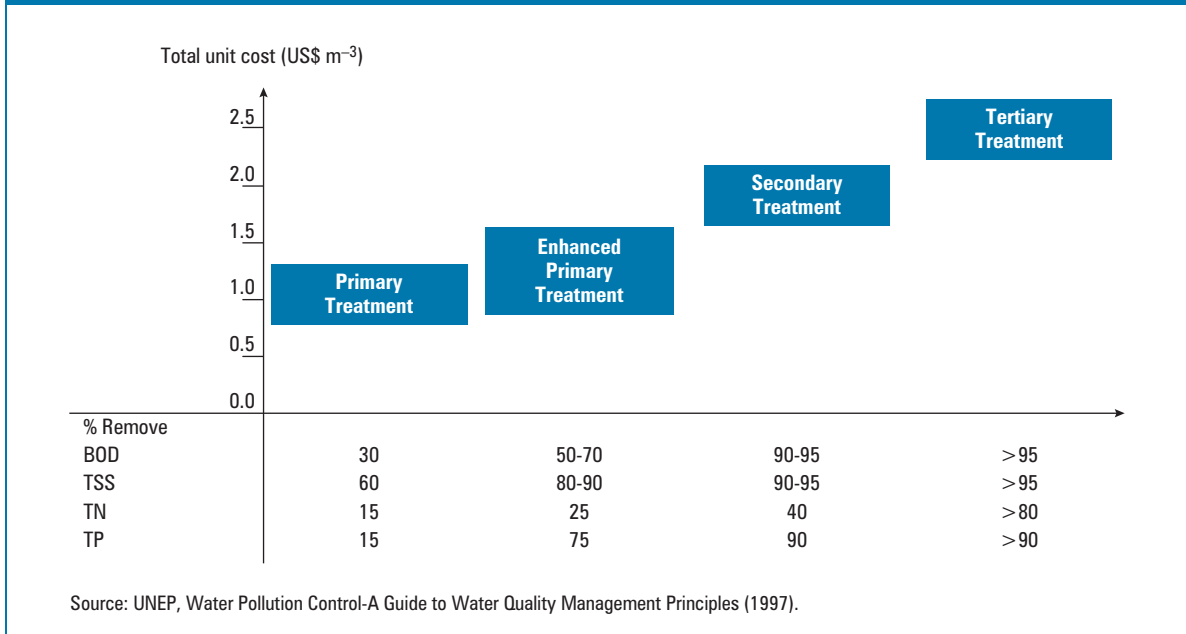 Total unit cost (US$ m⁻³)
2.5
2.0
1.5
1.0
0.5
0.0
Primary
Treatment
Enhanced
Primary
Treatment
Secondary
Treatment
Tertiary
Treatment
% Remove
BOD 30 50-70 90-95 >95
TSS 60 80-90 90-95 >95
TN 15 25 40 >80
TP 15 75 90 >90
Source: UNEP, Water Pollution Control-A Guide to Water Quality Management Principles (1997).